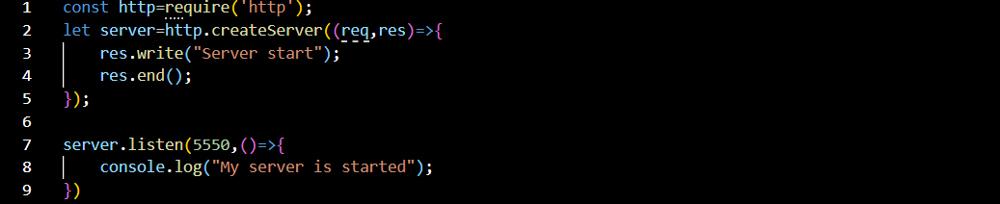 1 const http=require('http');
2 let server=http.createServer((req,res)=>{
3     res.write("Server start");
4     res.end();
5 });
6
7 server.listen(5550,()=>{
8     console.log("My server is started");
9 })